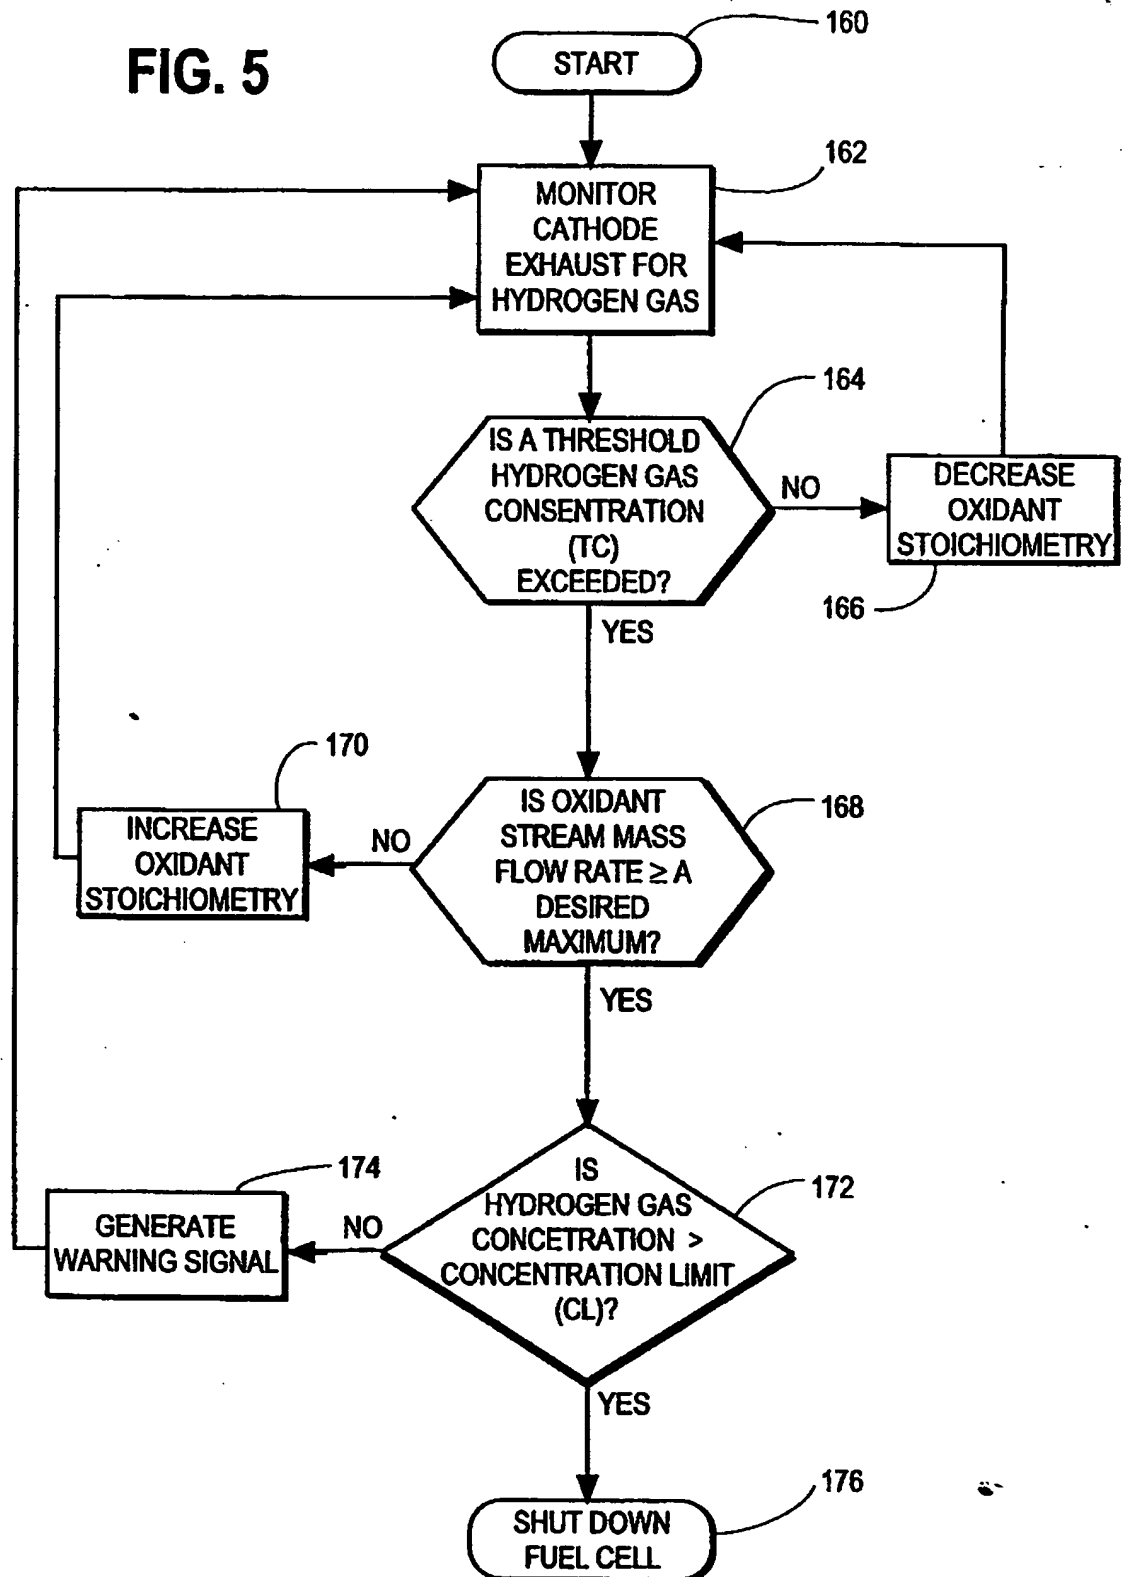 FIG. 5
160
START
162
MONITOR
CATHODE
EXHAUST FOR
HYDROGEN GAS
164
IS A THRESHOLD
HYDROGEN GAS
CONSENTRATION
(TC)
EXCEEDED?
NO
DECREASE
OXIDANT
STOICHIOMETRY
166
YES
170
INCREASE
OXIDANT
STOICHIOMETRY
NO
168
IS OXIDANT
STREAM MASS
FLOW RATE ≥ A
DESIRED
MAXIMUM?
YES
174
GENERATE
WARNING SIGNAL
NO
172
IS
HYDROGEN GAS
CONCETRATION >
CONCENTRATION LIMIT
(CL)?
YES
176
SHUT DOWN
FUEL CELL